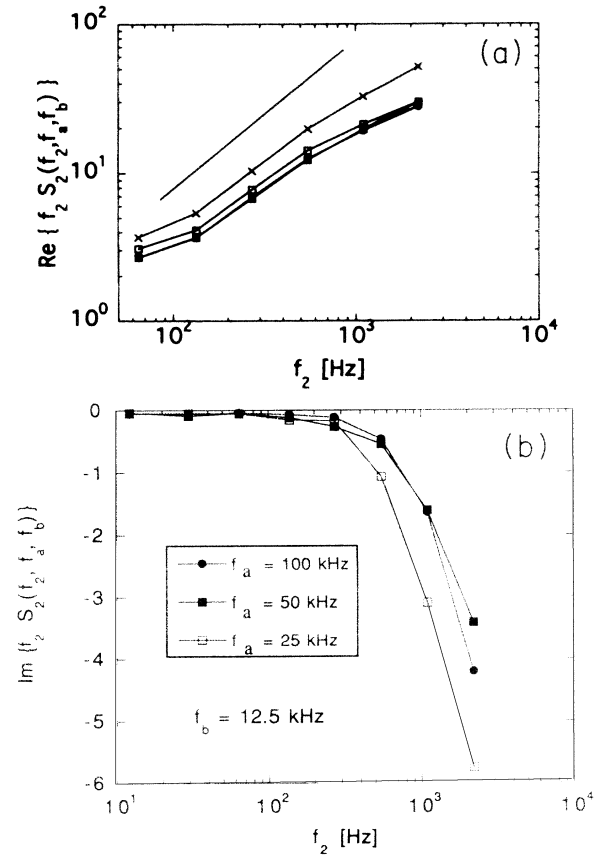 (a)
Re { f₂ S₂(f₂,fₐ,f_b) }
10²
10¹
10⁰
10²
10³
10⁴
f₂ [Hz]
(b)
Im {f₂ S₂(f₂, fₐ, f_b)}
0
-1
-2
-3
-4
-5
-6
fₐ = 100 kHz
fₐ = 50 kHz
fₐ = 25 kHz
f_b = 12.5 kHz
10¹
10²
10³
10⁴
f₂ [Hz]